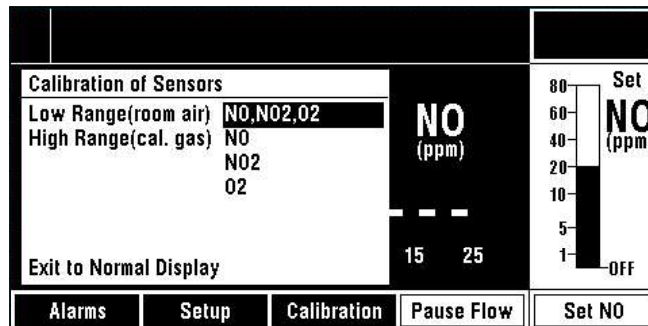 Calibration of Sensors
Low Range(room air) NO,NO2,O2
High Range(cal. gas) NO
NO2
O2
Exit to Normal Display
NO
(ppm)
15 25
Set
NO
(ppm
80
60
40
20
10
5
1
OFF
Alarms Setup Calibration Pause Flow Set NO